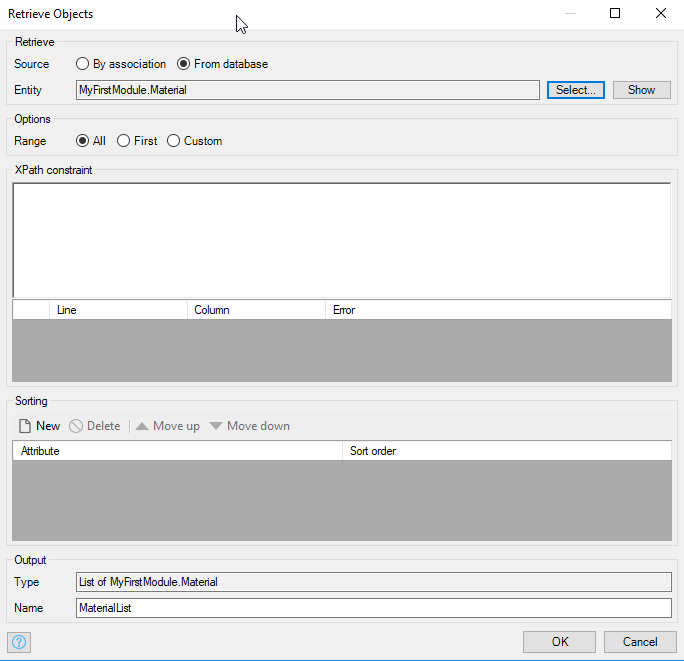 Retrieve Objects
Retrieve
Source By association From database
Entity MyFirstModule.Material Select... Show
Options
Range All First Custom
XPath constraint
Line Column Error
Sorting
New Delete Move up Move down
Attribute Sort order
Output
Type List of MyFirstModule.Material
Name MaterialList
? OK Cancel